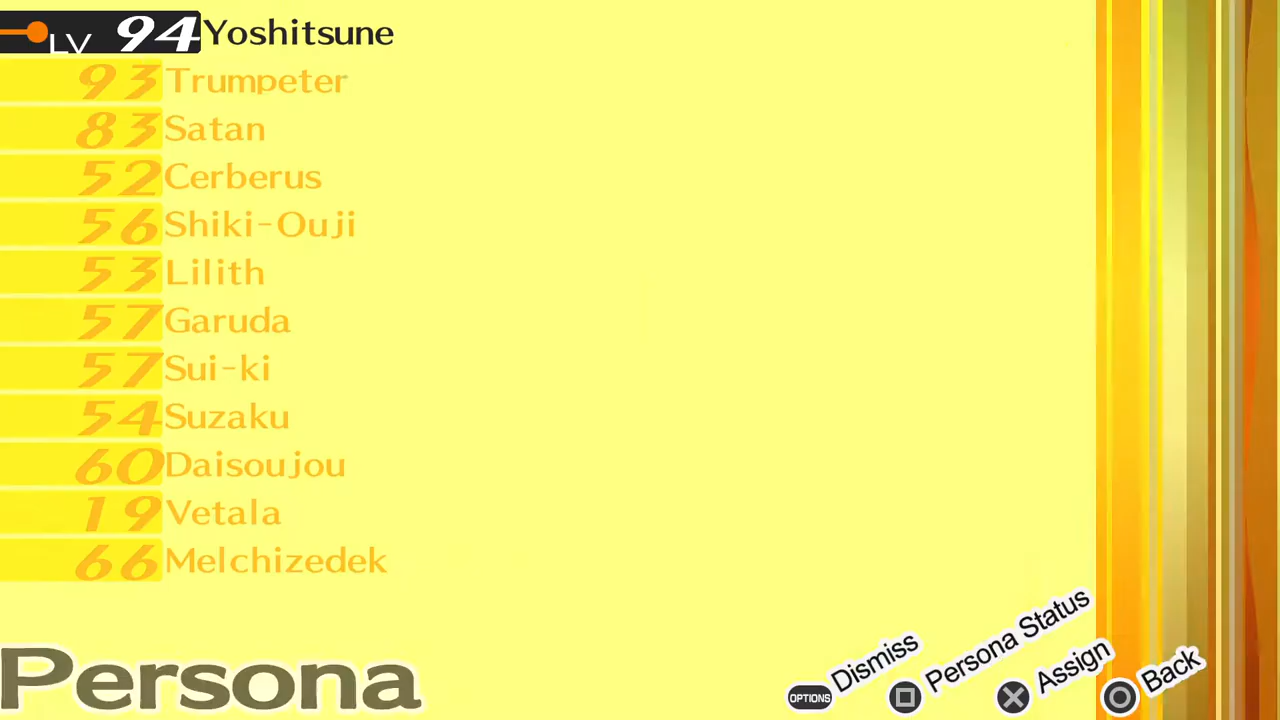 LV 94 Yoshitsune
93 Trumpeter
83 Satan
52 Cerberus
56 Shiki-Ouji
53 Lilith
57 Garuda
57 Sui-ki
54 Suzaku
60 Daisoujou
19 Vetala
66 Melchizedek
Persona
OPTIONS Dismiss
Persona Status
Assign
Back